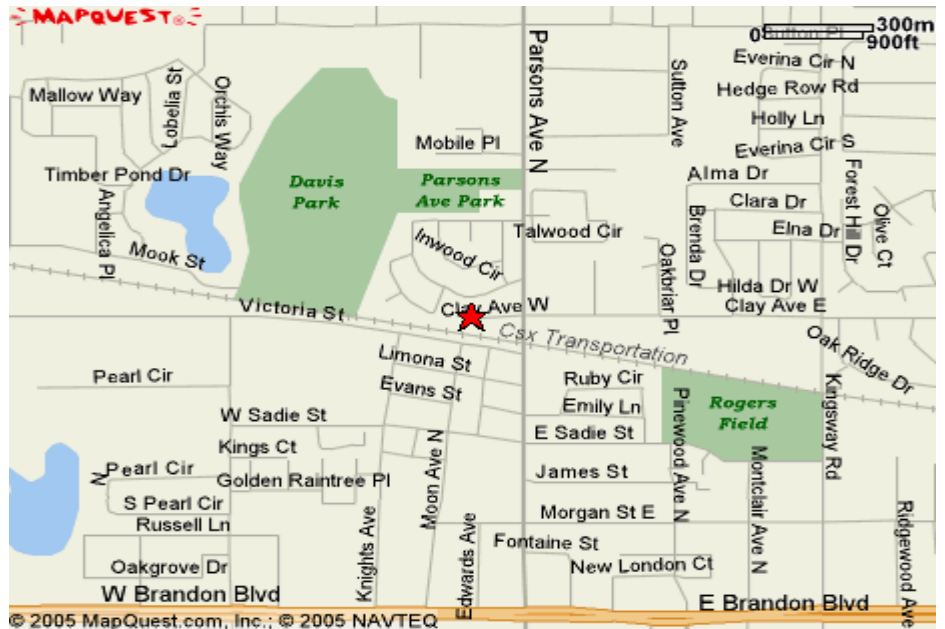 MAPQUEST
0 300m
900ft
Sutton Pl
Everina Cir N
Hedge Row Rd
Holly Ln
Everina Cir S
Mallow Way
Lobelia St
Orchis Way
Parsons Ave N
Sutton Ave
Mobile Pl
Timber Pond Dr
Davis
Park
Parsons
Ave Park
Alma Dr
Clara Dr
Elna Dr
Forest Hill Dr
Olive Ct
Angelica Pl
Mook St
Inwood Cir
Talwood Cir
Brenda Dr
Oakbriar Pl
Hilda Dr W
Clay Ave E
Victoria St
Clay Ave W
Csx Transportation
Oak Ridge Dr
Limona St
Evans St
Pearl Cir
Ruby Cir
Emily Ln
Rogers
Field
Kingsway Rd
W Sadie St
E Sadie St
Pinewood Ave N
Kings Ct
Moon Ave N
Pearl Cir
N
Golden Raintree Pl
James St
Montclair Ave N
S Pearl Cir
Russell Ln
Knights Ave
Edwards Ave
Morgan St E
Ridgewood Ave
Fontaine St
Oakgrove Dr
New London Ct
W Brandon Blvd
E Brandon Blvd
© 2005 MapQuest.com, Inc.; © 2005 NAVTEQ